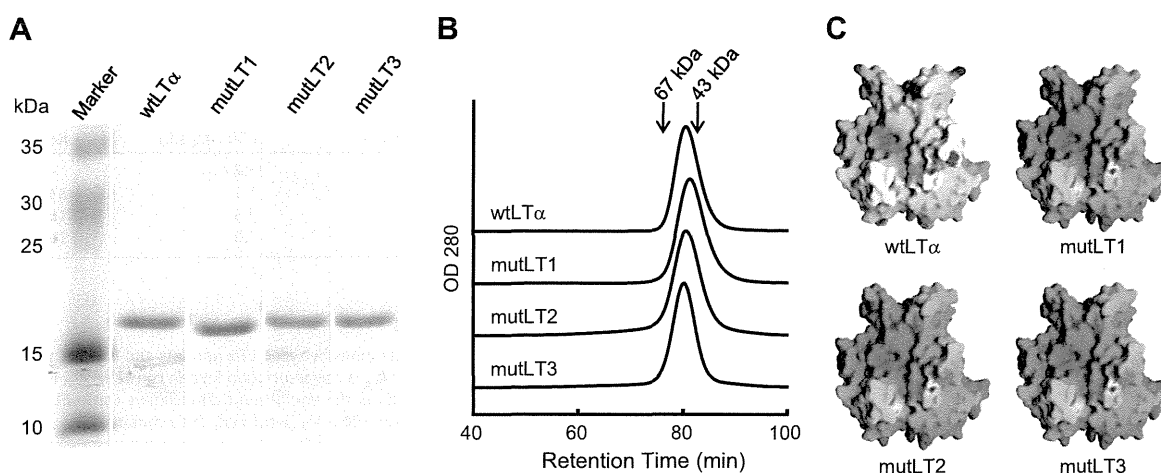 A
kDa
Marker
wtLTα
mutLT1
mutLT2
mutLT3
35
30
25
15
10
B
67 kDa
43 kDa
OD 280
wtLTα
mutLT1
mutLT2
mutLT3
40
60
80
100
Retention Time (min)
C
wtLTα
mutLT1
mutLT2
mutLT3